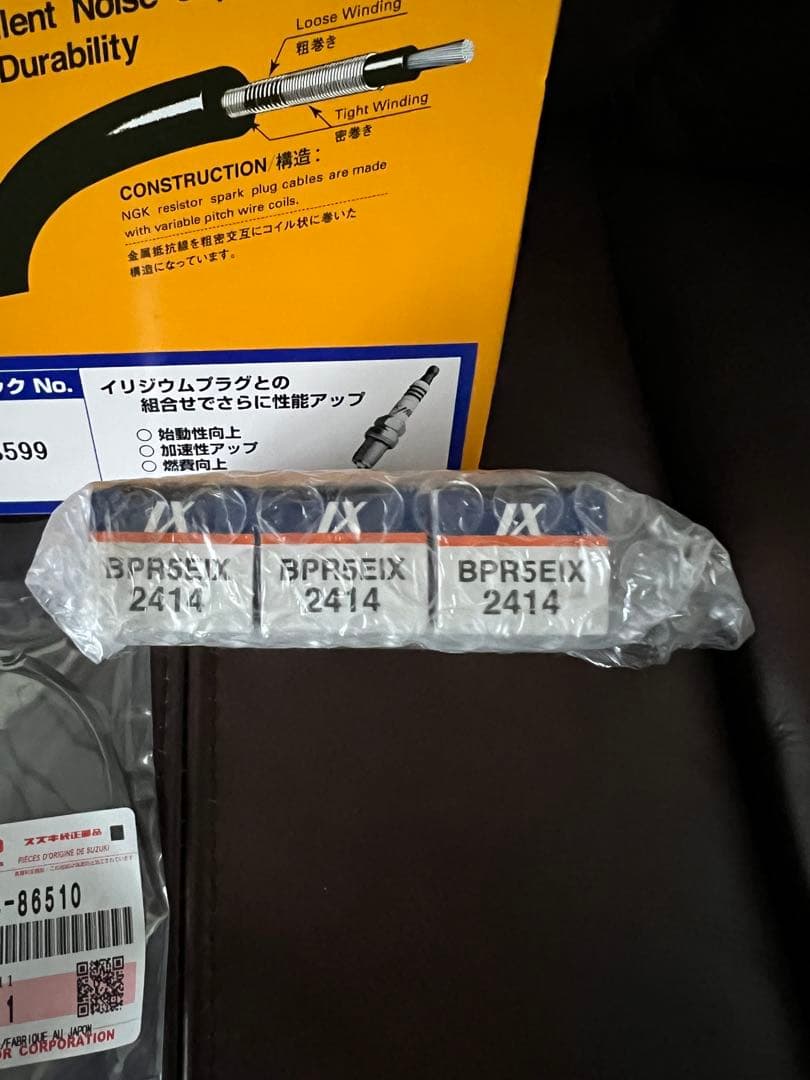 lent Noise
Durability
Loose Winding
粗巻き
Tight Winding
密巻き
CONSTRUCTION/構造:
NGK resistor spark plug cables are made
with variable pitch wire coils.
金属抵抗線を粗密交互にコイル状に巻いた
構造になっています。
ック No.
599
イリジウムプラグとの
組合せでさらに性能アップ
○ 始動性向上
○ 加速性アップ
○ 燃費向上
IX IX IX
BPR5EIX BPR5EIX BPR5EIX
2414 2414 2414
スズキ純正部品
PIÈCES D'ORIGINE DE SUZUKI
-86510
11
1
/FABRIQUÉ AU JAPON
OR CORPORATION